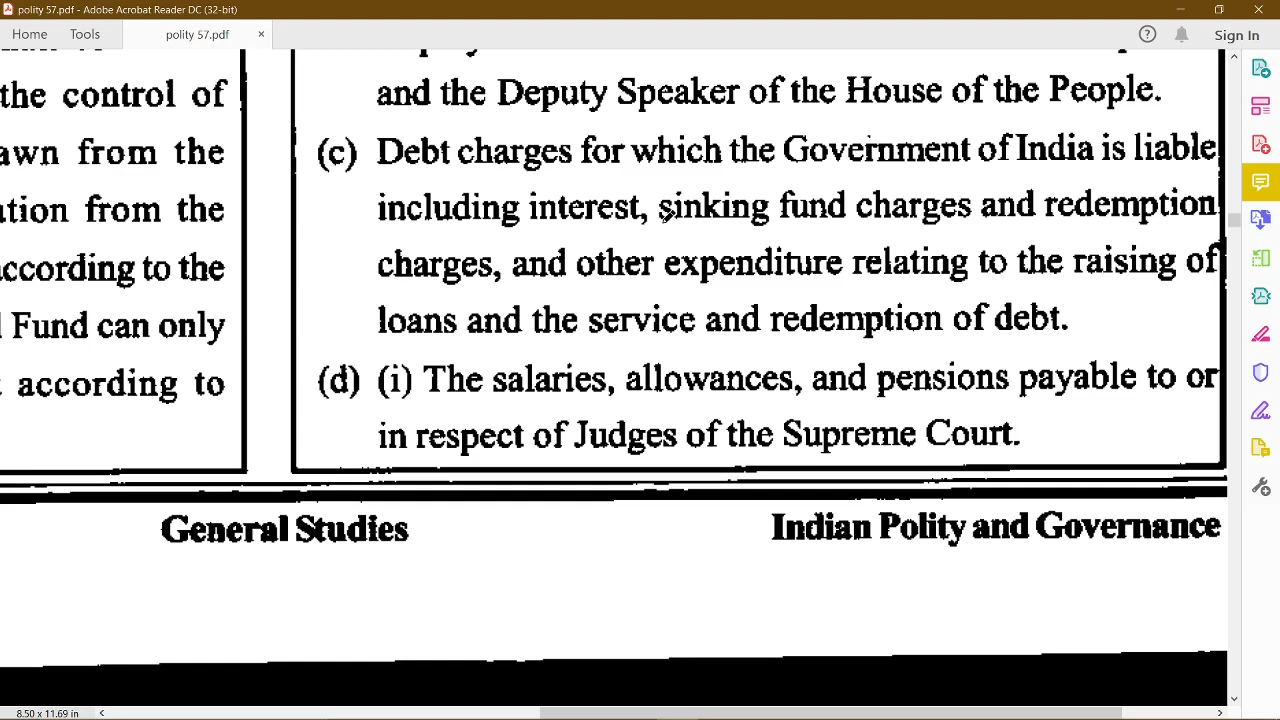 polity 57.pdf - Adobe Acrobat Reader DC (32-bit)
Home Tools polity 57.pdf × Sign In
the control of
awn from the
ation from the
according to the
Fund can only
according to
and the Deputy Speaker of the House of the People.
(c) Debt charges for which the Government of India is liable
including interest, sinking fund charges and redemption
charges, and other expenditure relating to the raising of
loans and the service and redemption of debt.
(d) (i) The salaries, allowances, and pensions payable to or
in respect of Judges of the Supreme Court.
General Studies
Indian Polity and Governance
8.50 x 11.69 in